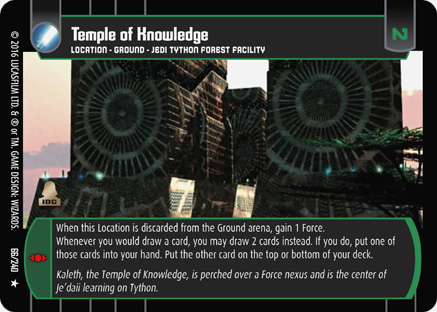 Temple of Knowledge
LOCATION - GROUND - JEDI TYTHON FOREST FACILITY
N
© 2016 LUCASFILM LTD. & ® or TM. GAME DESIGN: WIZARDS.
When this Location is discarded from the Ground arena, gain 1 Force.
Whenever you would draw a card, you may draw 2 cards instead. If you do, put one of
those cards into your hand. Put the other card on the top or bottom of your deck.
Kaleth, the Temple of Knowledge, is perched over a Force nexus and is the center of
Je'daii learning on Tython.